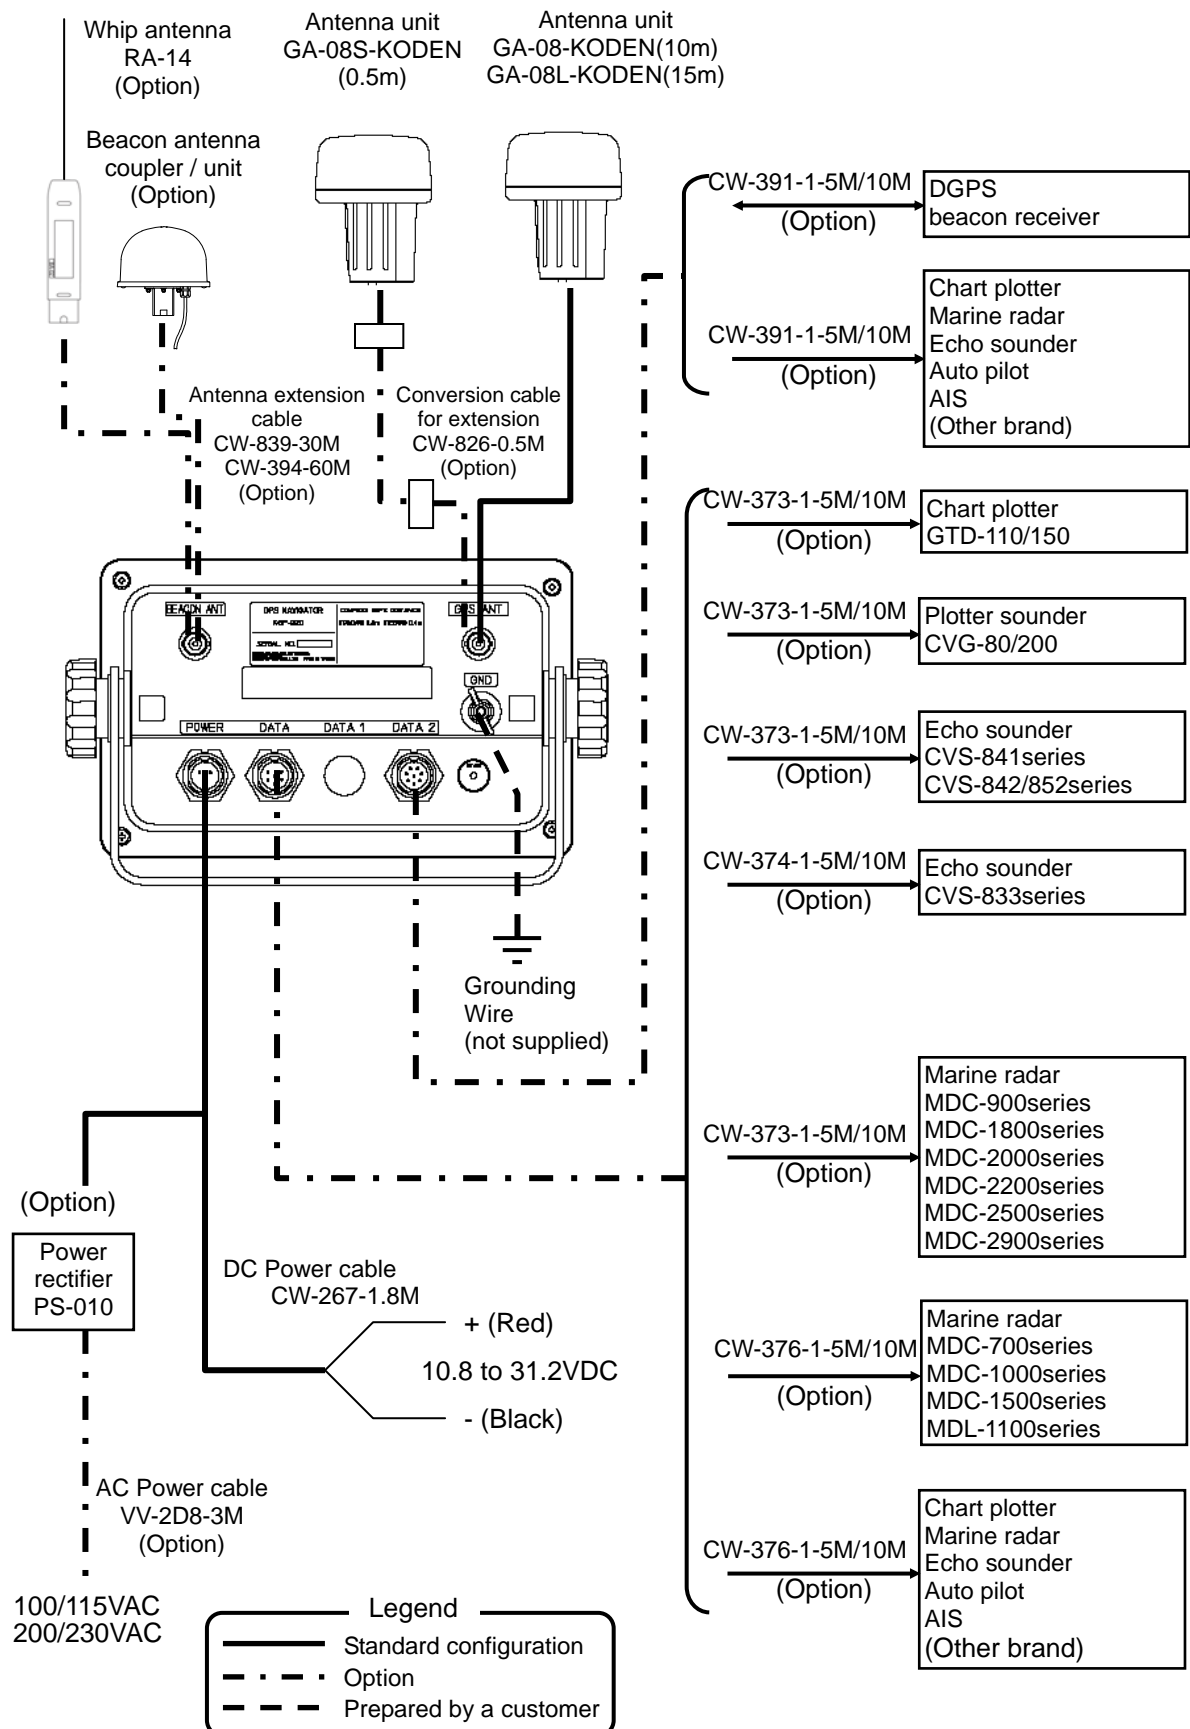 Whip antenna
RA-14
(Option)
Antenna unit
GA-08S-KODEN
(0.5m)
Antenna unit
GA-08-KODEN(10m)
GA-08L-KODEN(15m)
Beacon antenna
coupler / unit
(Option)
Antenna extension
cable
CW-839-30M
CW-394-60M
(Option)
Conversion cable
for extension
CW-826-0.5M
(Option)
BEACON ANT
GPS NAVIGATOR
SERIAL NO.
GPS ANT
GND
POWER
DATA
DATA 1
DATA 2
Grounding
Wire
(not supplied)
CW-391-1-5M/10M
(Option)
DGPS
beacon receiver
CW-391-1-5M/10M
(Option)
Chart plotter
Marine radar
Echo sounder
Auto pilot
AIS
(Other brand)
CW-373-1-5M/10M
(Option)
Chart plotter
GTD-110/150
CW-373-1-5M/10M
(Option)
Plotter sounder
CVG-80/200
CW-373-1-5M/10M
(Option)
Echo sounder
CVS-841series
CVS-842/852series
CW-374-1-5M/10M
(Option)
Echo sounder
CVS-833series
CW-373-1-5M/10M
(Option)
Marine radar
MDC-900series
MDC-1800series
MDC-2000series
MDC-2200series
MDC-2500series
MDC-2900series
CW-376-1-5M/10M
(Option)
Marine radar
MDC-700series
MDC-1000series
MDC-1500series
MDL-1100series
CW-376-1-5M/10M
(Option)
Chart plotter
Marine radar
Echo sounder
Auto pilot
AIS
(Other brand)
(Option)
Power
rectifier
PS-010
DC Power cable
CW-267-1.8M
+ (Red)
10.8 to 31.2VDC
- (Black)
AC Power cable
VV-2D8-3M
(Option)
100/115VAC
200/230VAC
Legend
Standard configuration
Option
Prepared by a customer